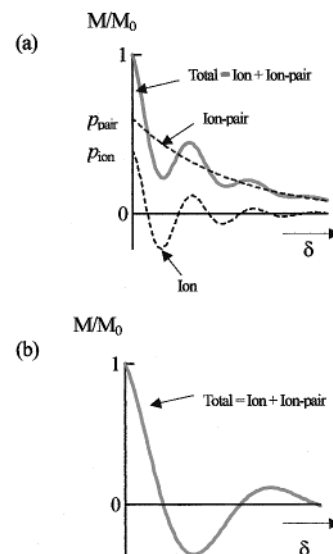 M/M₀
(a)
1
Total = Ion + Ion-pair
p_pair
Ion-pair
p_ion
0
δ
Ion
M/M₀
(b)
1
Total = Ion + Ion-pair
0
δ